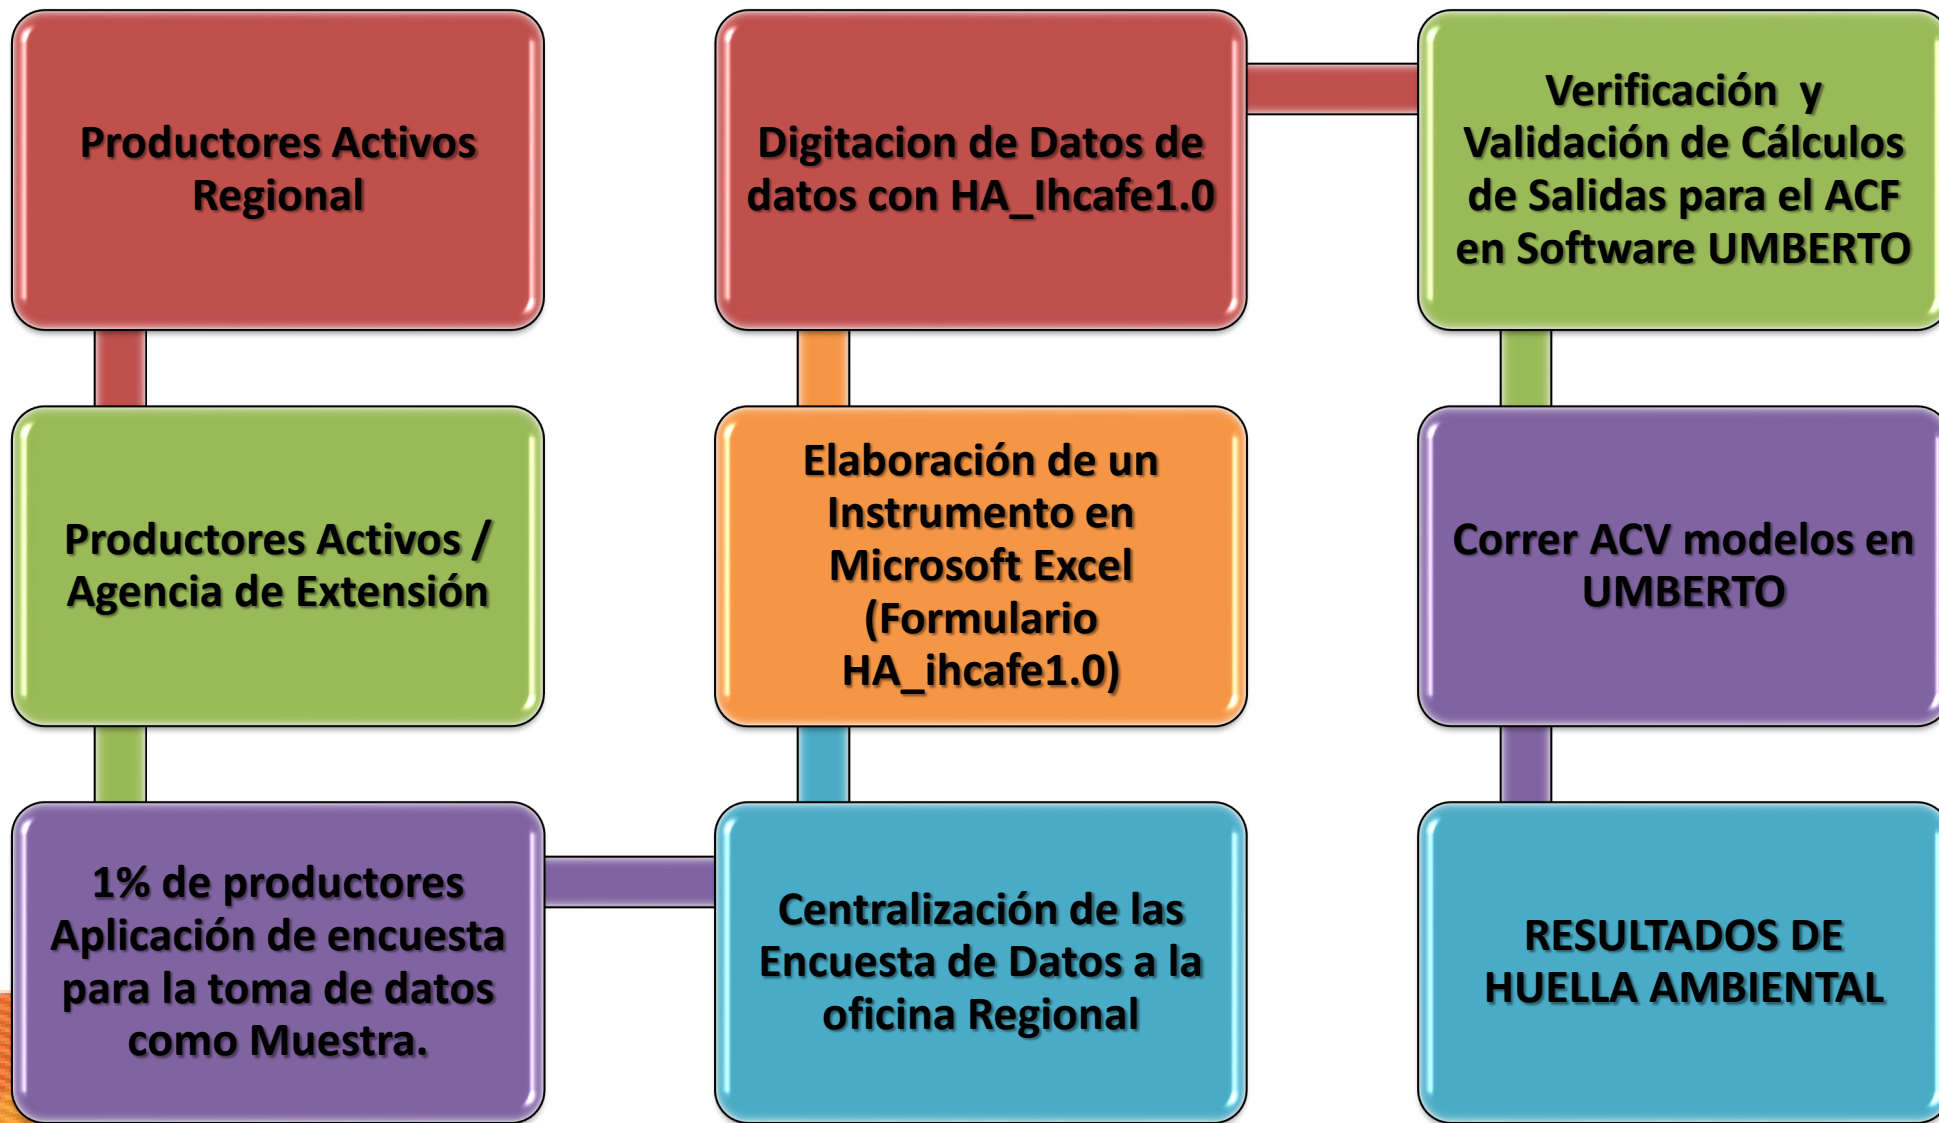 Productores Activos
Regional
Productores Activos /
Agencia de Extensión
1% de productores
Aplicación de encuesta
para la toma de datos
como Muestra.
Centralización de las
Encuesta de Datos a la
oficina Regional
Elaboración de un
Instrumento en
Microsoft Excel
(Formulario
HA_ihcafe1.0)
Digitacion de Datos de
datos con HA_Ihcafe1.0
Verificación y
Validación de Cálculos
de Salidas para el ACF
en Software UMBERTO
Correr ACV modelos en
UMBERTO
RESULTADOS DE
HUELLA AMBIENTAL